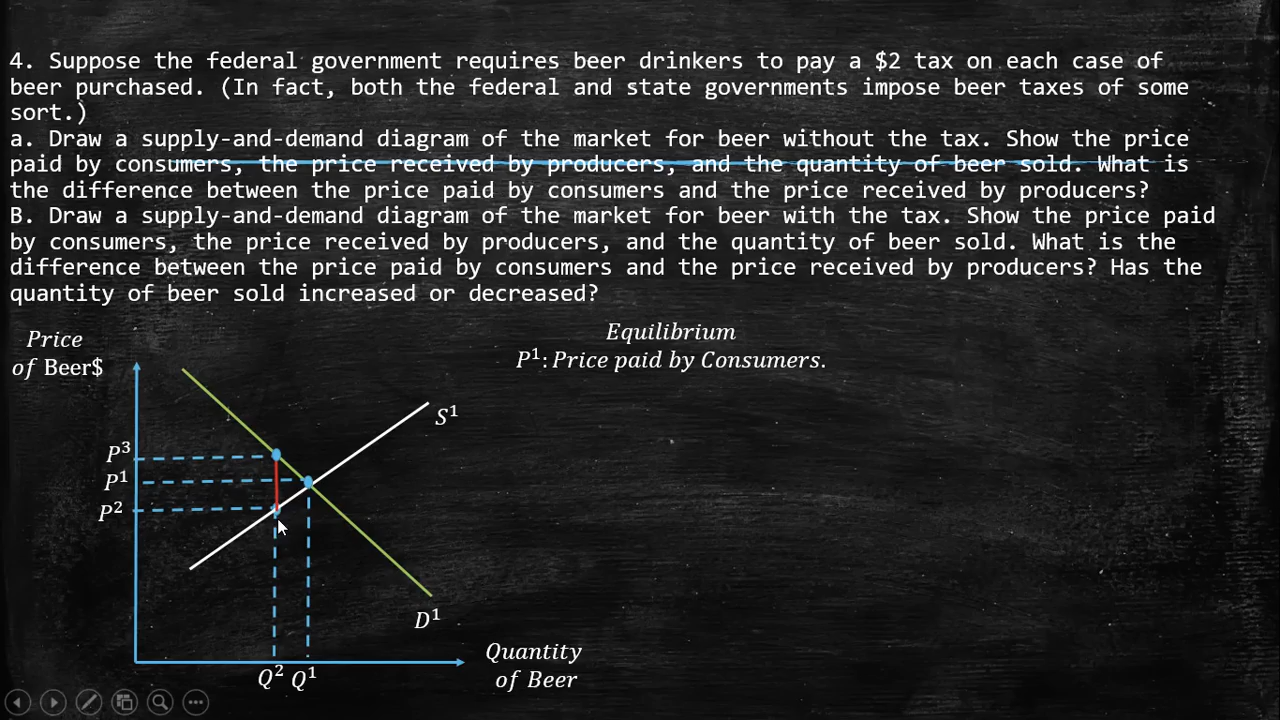 4. Suppose the federal government requires beer drinkers to pay a $2 tax on each case of
beer purchased. (In fact, both the federal and state governments impose beer taxes of some
sort.)
a. Draw a supply-and-demand diagram of the market for beer without the tax. Show the price
paid by consumers, the price received by producers, and the quantity of beer sold. What is
the difference between the price paid by consumers and the price received by producers?
B. Draw a supply-and-demand diagram of the market for beer with the tax. Show the price paid
by consumers, the price received by producers, and the quantity of beer sold. What is the
difference between the price paid by consumers and the price received by producers? Has the
quantity of beer sold increased or decreased?
Equilibrium
P¹: Price paid by Consumers.
Price
of Beer$
S¹
P³
P¹
P²
D¹
Quantity
of Beer
Q² Q¹